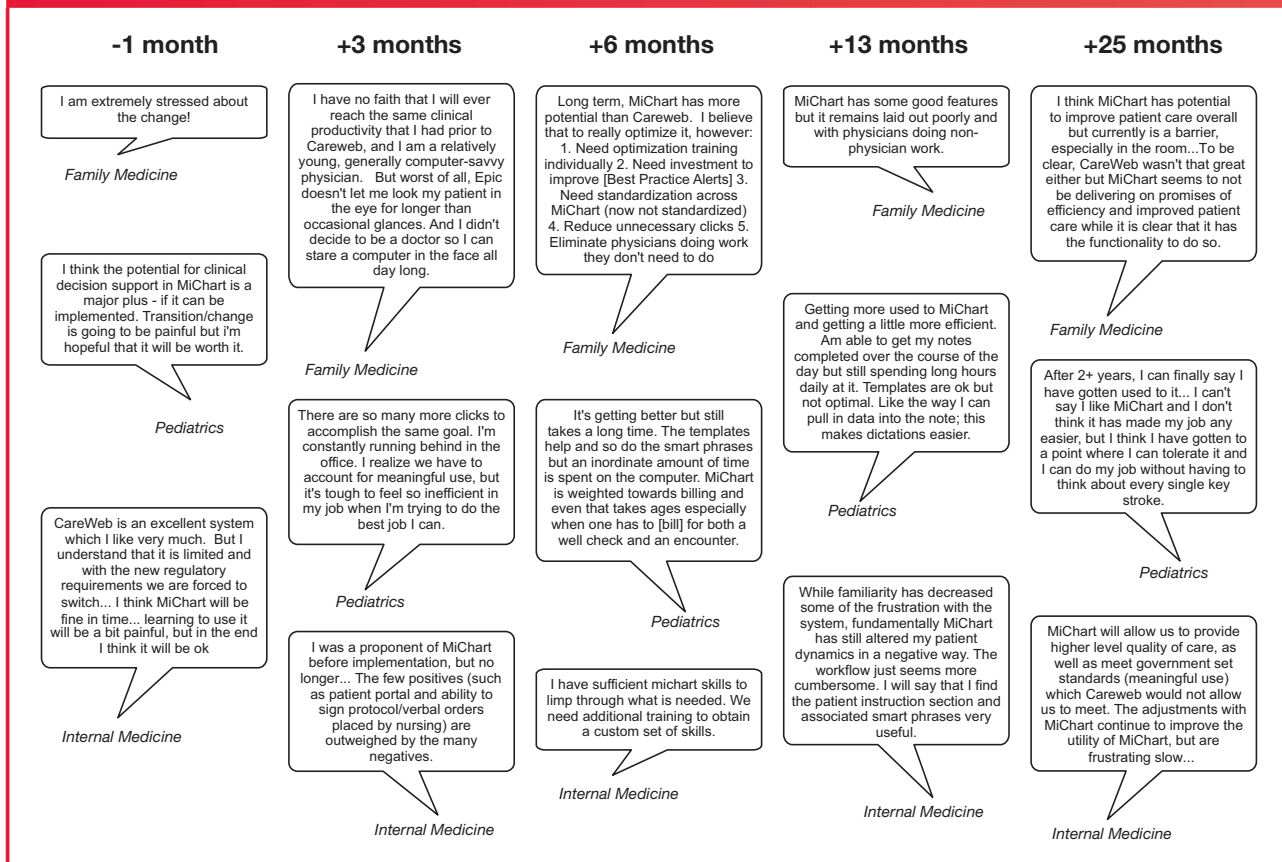 -1 month
I am extremely stressed about
the change!
Family Medicine
I think the potential for clinical
decision support in MiChart is a
major plus - if it can be
implemented. Transition/change
is going to be painful but i'm
hopeful that it will be worth it.
Pediatrics
CareWeb is an excellent system
which I like very much. But I
understand that it is limited and
with the new regulatory
requirements we are forced to
switch... I think MiChart will be
fine in time... learning to use it
will be a bit painful, but in the end
I think it will be ok
Internal Medicine
+3 months
I have no faith that I will ever
reach the same clinical
productivity that I had prior to
Careweb, and I am a relatively
young, generally computer-savvy
physician. But worst of all, Epic
doesn't let me look my patient in
the eye for longer than
occasional glances. And I didn't
decide to be a doctor so I can
stare a computer in the face all
day long.
Family Medicine
There are so many more clicks to
accomplish the same goal. I'm
constantly running behind in the
office. I realize we have to
account for meaningful use, but
it's tough to feel so inefficient in
my job when I'm trying to do the
best job I can.
Pediatrics
I was a proponent of MiChart
before implementation, but no
longer... The few positives (such
as patient portal and ability to
sign protocol/verbal orders
placed by nursing) are
outweighed by the many
negatives.
Internal Medicine
+6 months
Long term, MiChart has more
potential than Careweb. I believe
that to really optimize it, however:
1. Need optimization training
individually 2. Need investment to
improve [Best Practice Alerts] 3.
Need standardization across
MiChart (now not standardized)
4. Reduce unnecessary clicks 5.
Eliminate physicians doing work
they don't need to do
Family Medicine
It's getting better but still
takes a long time. The templates
help and so do the smart phrases
but an inordinate amount of time
is spent on the computer. MiChart
is weighted towards billing and
even that takes ages especially
when one has to [bill] for both a
well check and an encounter.
Pediatrics
I have sufficient michart skills to
limp through what is needed. We
need additional training to obtain
a custom set of skills.
Internal Medicine
+13 months
MiChart has some good features
but it remains laid out poorly and
with physicians doing non-
physician work.
Family Medicine
Getting more used to MiChart
and getting a little more efficient.
Am able to get my notes
completed over the course of the
day but still spending long hours
daily at it. Templates are ok but
not optimal. Like the way I can
pull in data into the note; this
makes dictations easier.
Pediatrics
While familiarity has decreased
some of the frustration with the
system, fundamentally MiChart
has still altered my patient
dynamics in a negative way. The
workflow just seems more
cumbersome. I will say that I find
the patient instruction section and
associated smart phrases very
useful.
Internal Medicine
+25 months
I think MiChart has potential
to improve patient care overall
but currently is a barrier,
especially in the room...To be
clear, CareWeb wasn't that great
either but MiChart seems to not
be delivering on promises of
efficiency and improved patient
care while it is clear that it has
the functionality to do so.
Family Medicine
After 2+ years, I can finally say I
have gotten used to it... I can't
say I like MiChart and I don't
think it has made my job any
easier, but I think I have gotten to
a point where I can tolerate it and
I can do my job without having to
think about every single key
stroke.
Pediatrics
MiChart will allow us to provide
higher level quality of care, as
well as meet government set
standards (meaningful use)
which Careweb would not allow
us to meet. The adjustments with
MiChart continue to improve the
utility of MiChart, but are
frustrating slow...
Internal Medicine